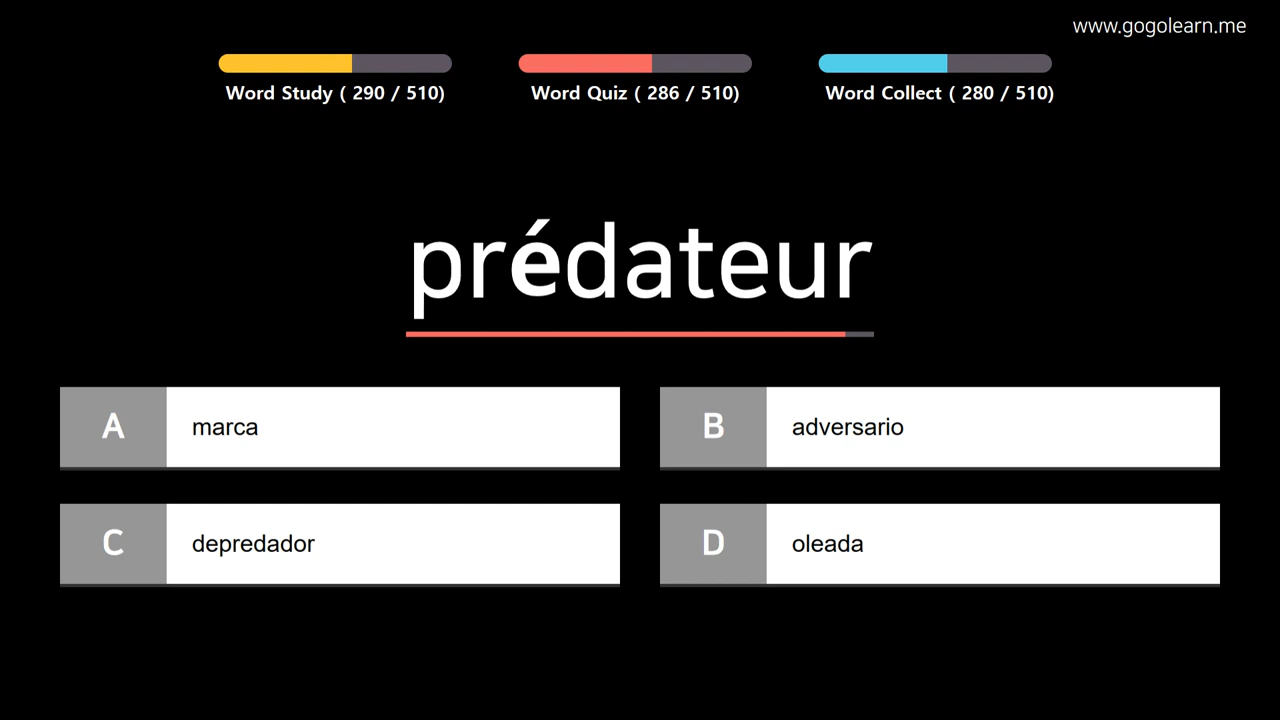 www.gogolearn.me
Word Study ( 290 / 510)
Word Quiz ( 286 / 510)
Word Collect ( 280 / 510)
prédateur
A marca
B adversario
C depredador
D oleada